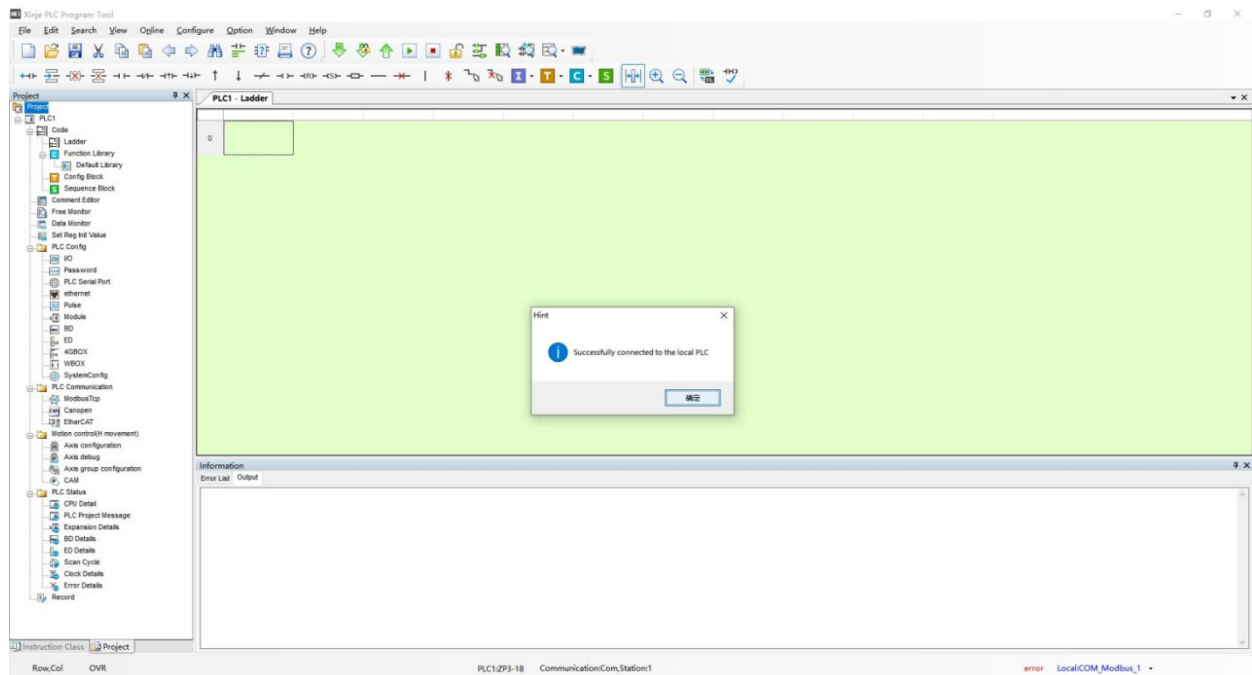 Xinje PLC Program Tool
File Edit Search View Online Configure Option Window Help
Project
PLC1 - Ladder
Project
PLC1
Code
Ladder
Function Library
Default Library
Config Block
Sequence Block
Comment Editor
Free Monitor
Data Monitor
Set Reg Init Value
PLC Config
I/O
Password
PLC Serial Port
ethernet
Pulse
Module
BD
ED
4GBOX
WBOX
SystemConfig
PLC Communication
ModbusTcp
Canopen
EtherCAT
Motion control(H movement)
Axis configuration
Axis debug
Axis group configuration
CAM
PLC Status
CPU Detail
PLC Project Message
Expansion Details
BD Details
ED Details
Scan Cycle
Clock Details
Error Details
Record
Instruction Class Project
0
Hint
Successfully connected to the local PLC
确定
Information
Error List Output
Row,Col OVR PLC1:ZP3-18 Communication:Com,Station:1 error Local:COM_Modbus_1